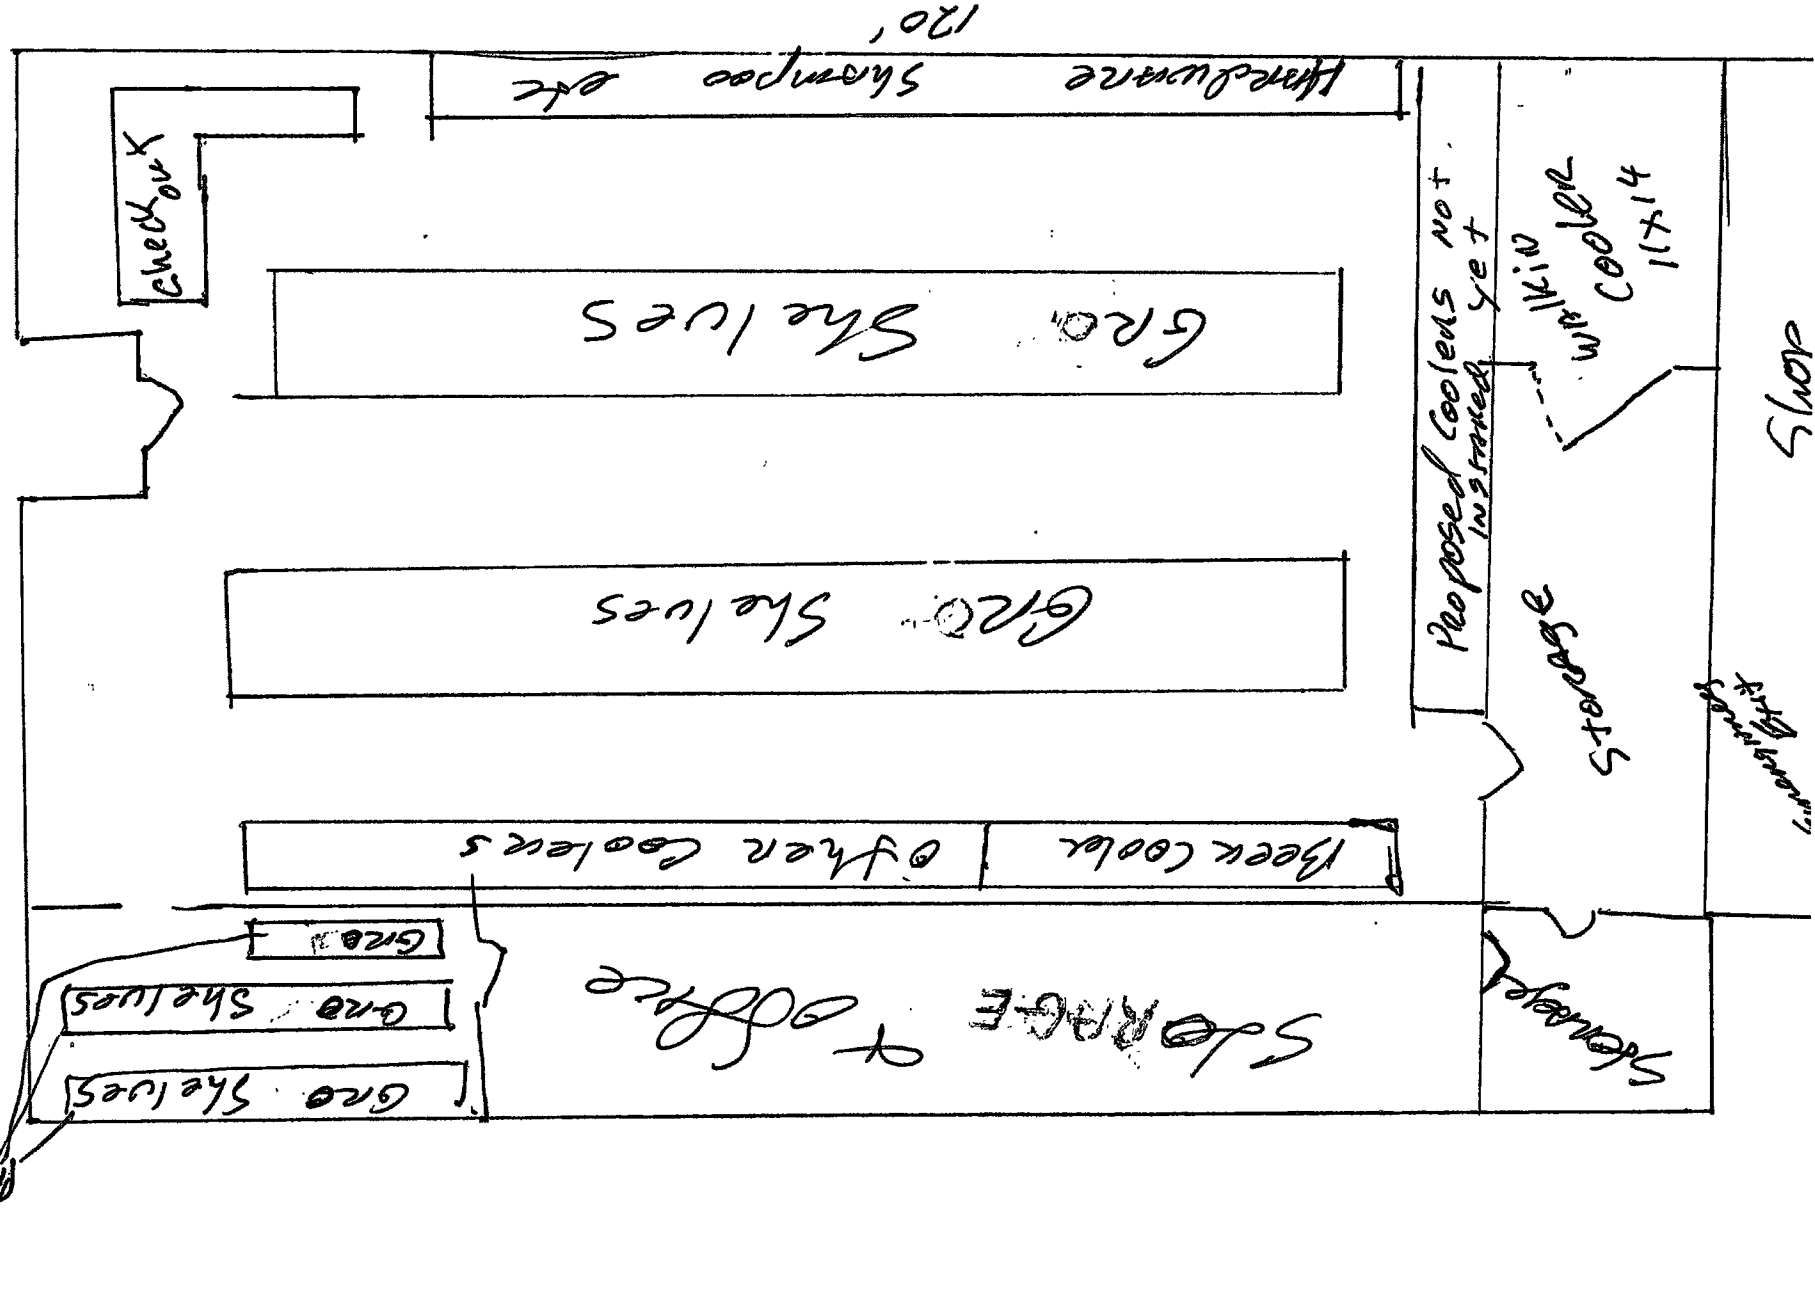 120'
Hardware Shampoo etc
Checkout
Gro Shelves
Proposed Coolers not
installed yet
Walkin
Cooler
11x14
Shop
Gro Shelves
Storage
Beer Cooler
Other Coolers
Gro
Gro Shelves
Gro Shelves
Storage
+ Office
Storage